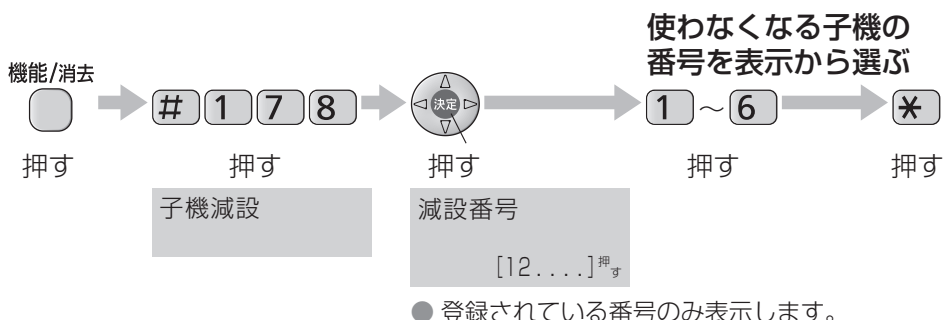 使わなくなる子機の
番号を表示から選ぶ
機能/消去
# 1 7 8
決定
1 ～ 6
＊
押す 押す 押す 押す 押す
子機減設
減設番号
[12....]押す
● 登録されている番号のみ表示します。